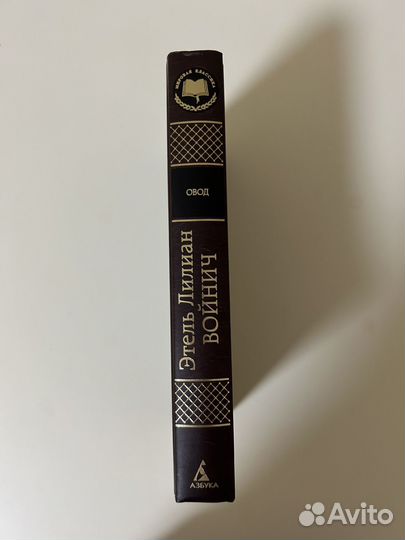 МИРОВАЯ КЛАССИКА
ОВОД
Этель Лилиан
ВОЙНИЧ
АЗБУКА
Avito